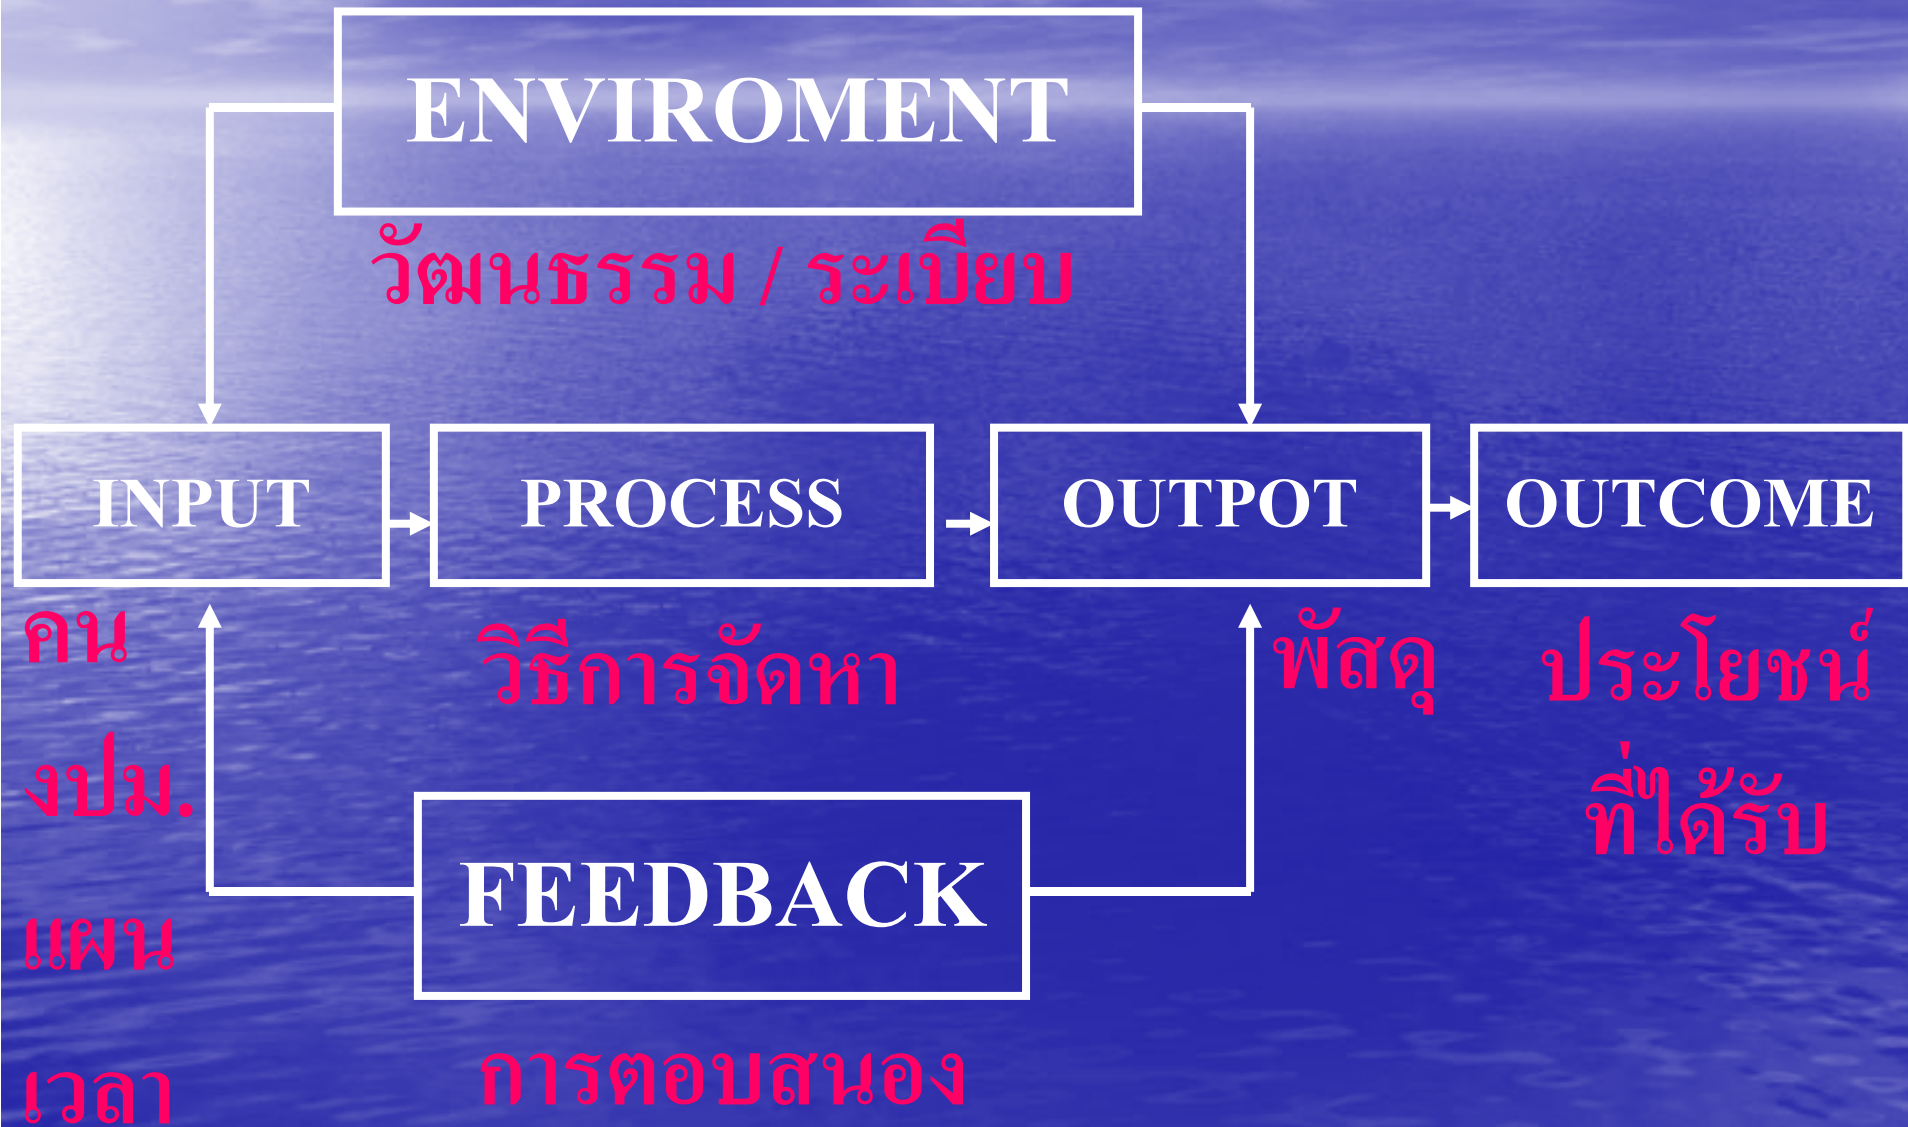 ENVIROMENT
วัฒนธรรม / ระเบียบ
INPUT
PROCESS
OUTPOT
OUTCOME
คน
งปม.
แผน
เวลา
วิธีการจัดหา
พัสดุ
ประโยชน์
ที่ได้รับ
FEEDBACK
การตอบสนอง